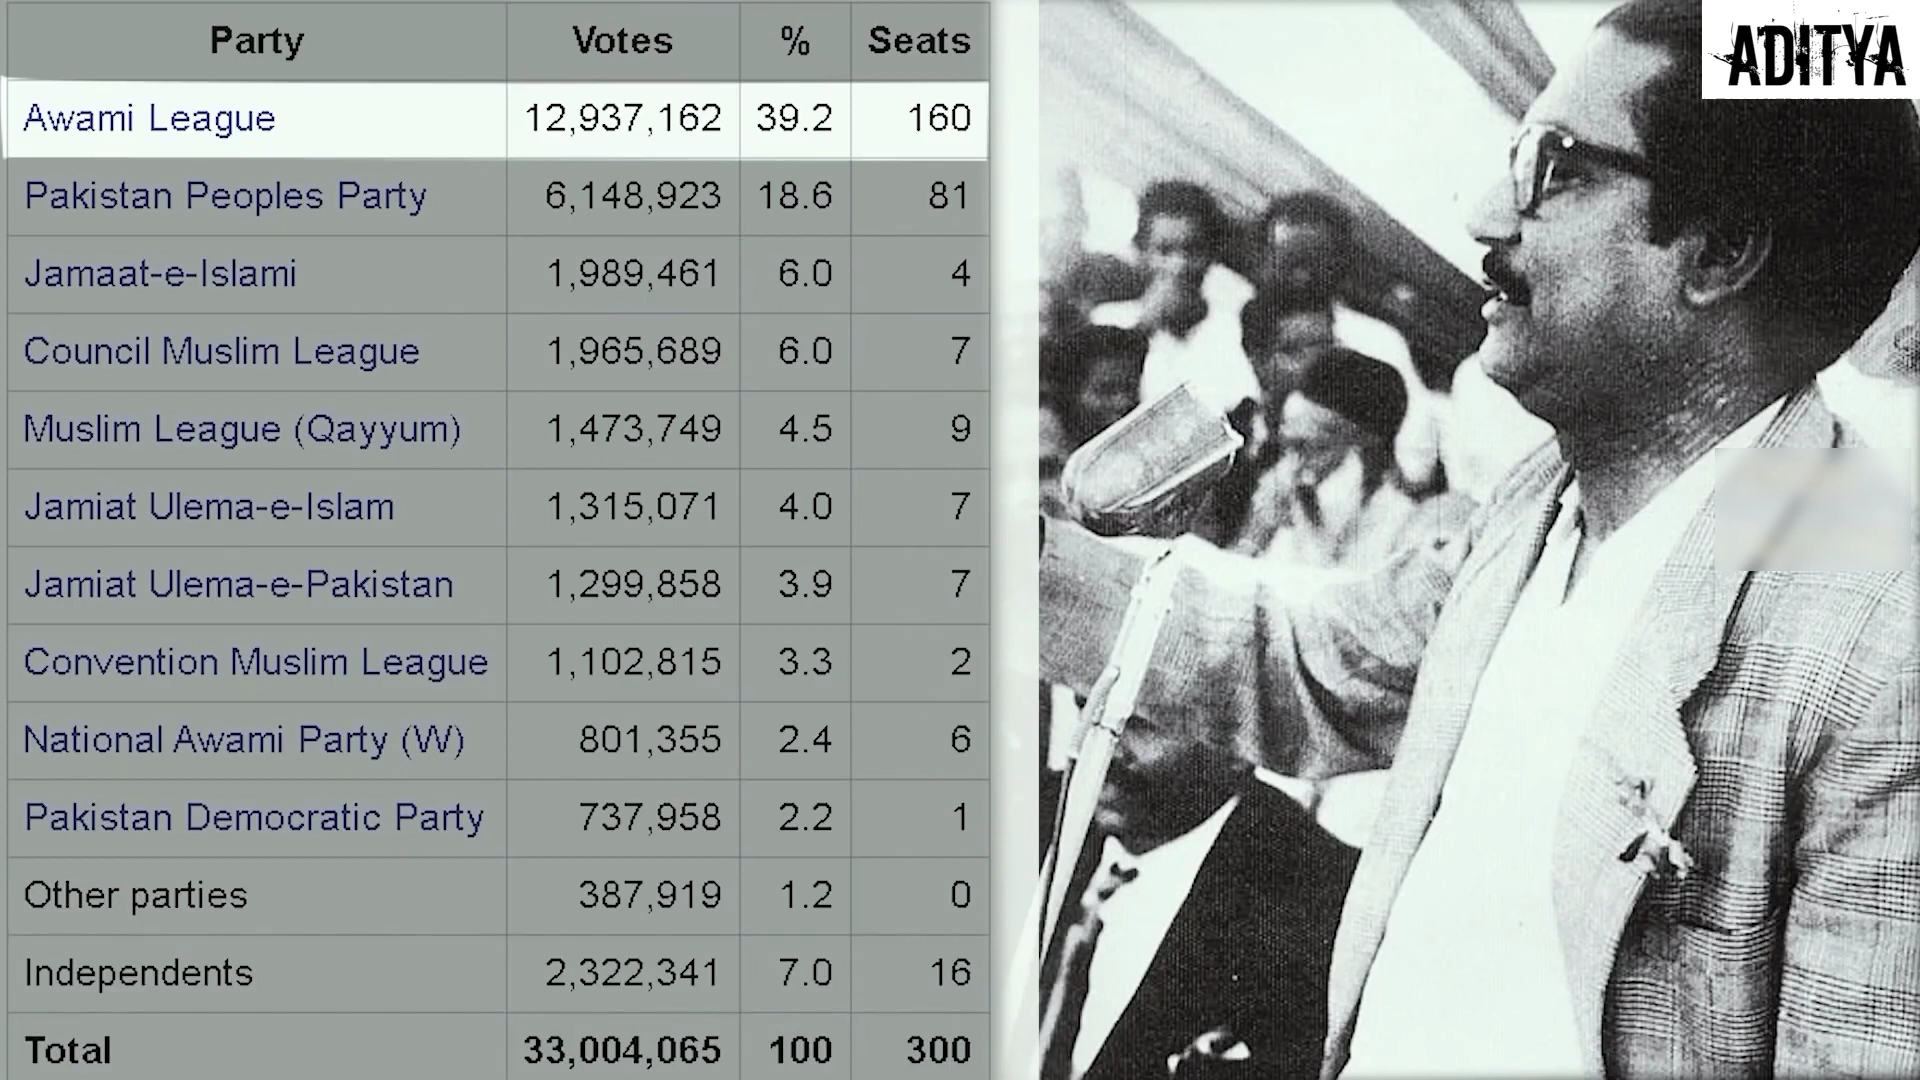 Party Votes % Seats
Awami League 12,937,162 39.2 160
Pakistan Peoples Party 6,148,923 18.6 81
Jamaat-e-Islami 1,989,461 6.0 4
Council Muslim League 1,965,689 6.0 7
Muslim League (Qayyum) 1,473,749 4.5 9
Jamiat Ulema-e-Islam 1,315,071 4.0 7
Jamiat Ulema-e-Pakistan 1,299,858 3.9 7
Convention Muslim League 1,102,815 3.3 2
National Awami Party (W) 801,355 2.4 6
Pakistan Democratic Party 737,958 2.2 1
Other parties 387,919 1.2 0
Independents 2,322,341 7.0 16
Total 33,004,065 100 300
ADITYA